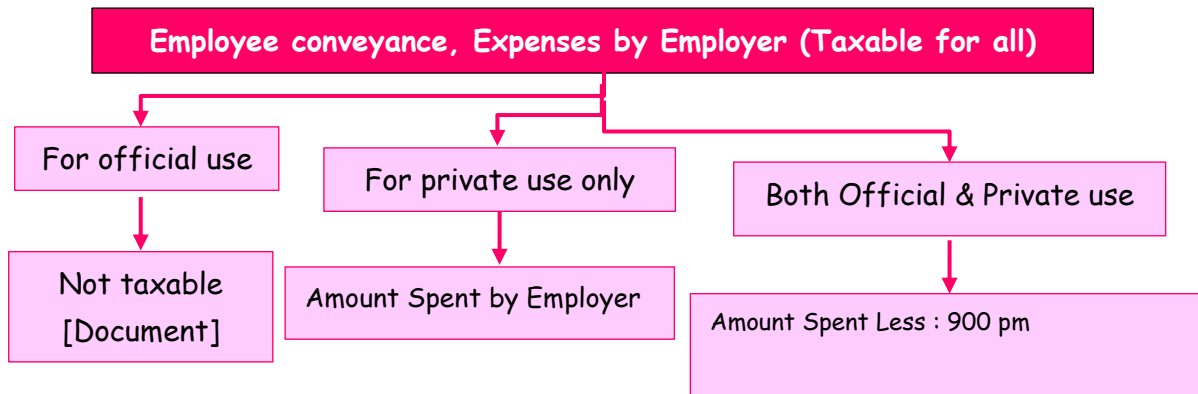 Employee conveyance, Expenses by Employer (Taxable for all)
For official use
For private use only
Both Official & Private use
Not taxable
[Document]
Amount Spent by Employer
Amount Spent Less : 900 pm